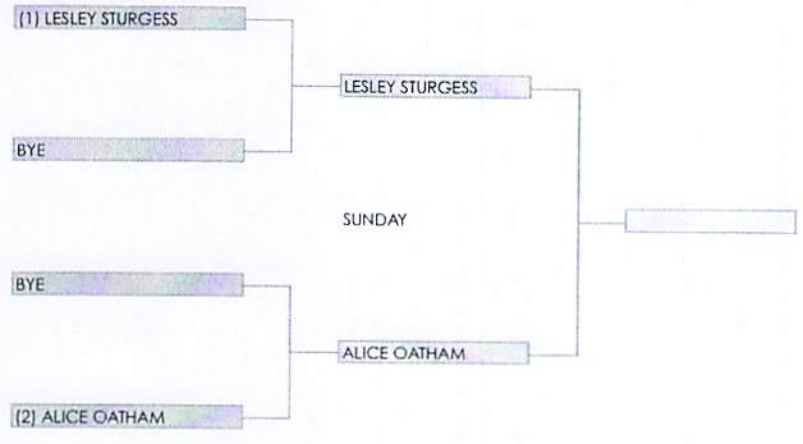 (1) LESLEY STURGESS
LESLEY STURGESS
BYE
SUNDAY
BYE
ALICE OATHAM
(2) ALICE OATHAM